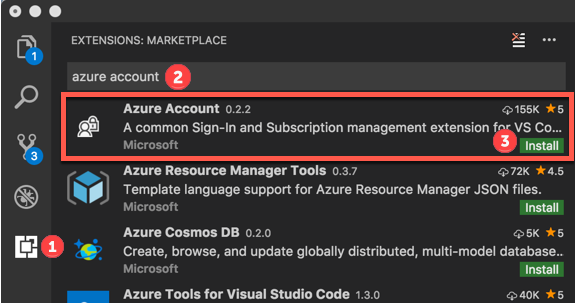 EXTENSIONS: MARKETPLACE
1
azure account 2
Azure Account 0.2.2 155K ★5
A common Sign-In and Subscription management extension for VS Co...
Microsoft 3 Install
Azure Resource Manager Tools 0.3.7 72K ★4.5
Template language support for Azure Resource Manager JSON files.
Microsoft Install
3
Azure Cosmos DB 0.2.0 5K ★5
1
Create, browse, and update globally distributed, multi-model database...
Microsoft Install
Azure Tools for Visual Studio Code 1.3.0 40K ★5